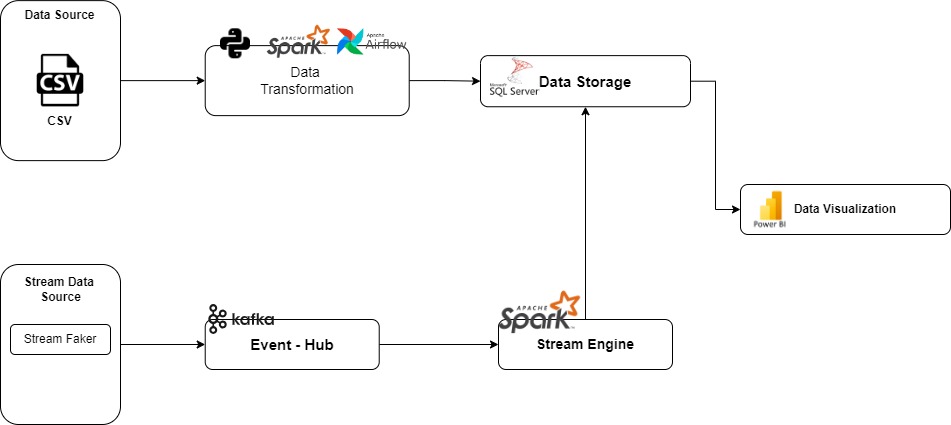 Data Source
CSV
CSV
APACHE
Spark
Apache
Airflow
Data
Transformation
Microsoft
SQL Server
Data Storage
Power BI
Data Visualization
Stream Data
Source
Stream Faker
kafka
Event - Hub
APACHE
Spark
Stream Engine